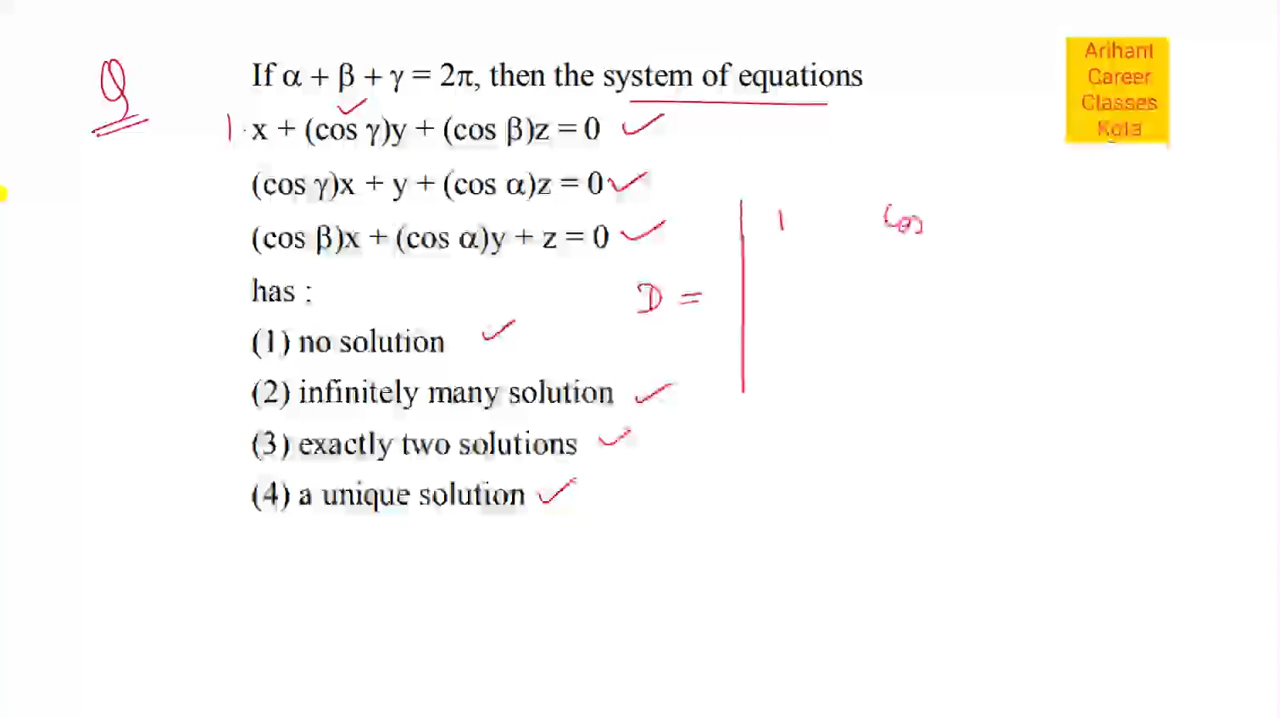 Q
If α + β + γ = 2π, then the system of equations
1· x + (cos γ)y + (cos β)z = 0
(cos γ)x + y + (cos α)z = 0
(cos β)x + (cos α)y + z = 0
has :
(1) no solution
(2) infinitely many solution
(3) exactly two solutions
(4) a unique solution
D = | 1 cos
Arihant
Career
Classes
Kota